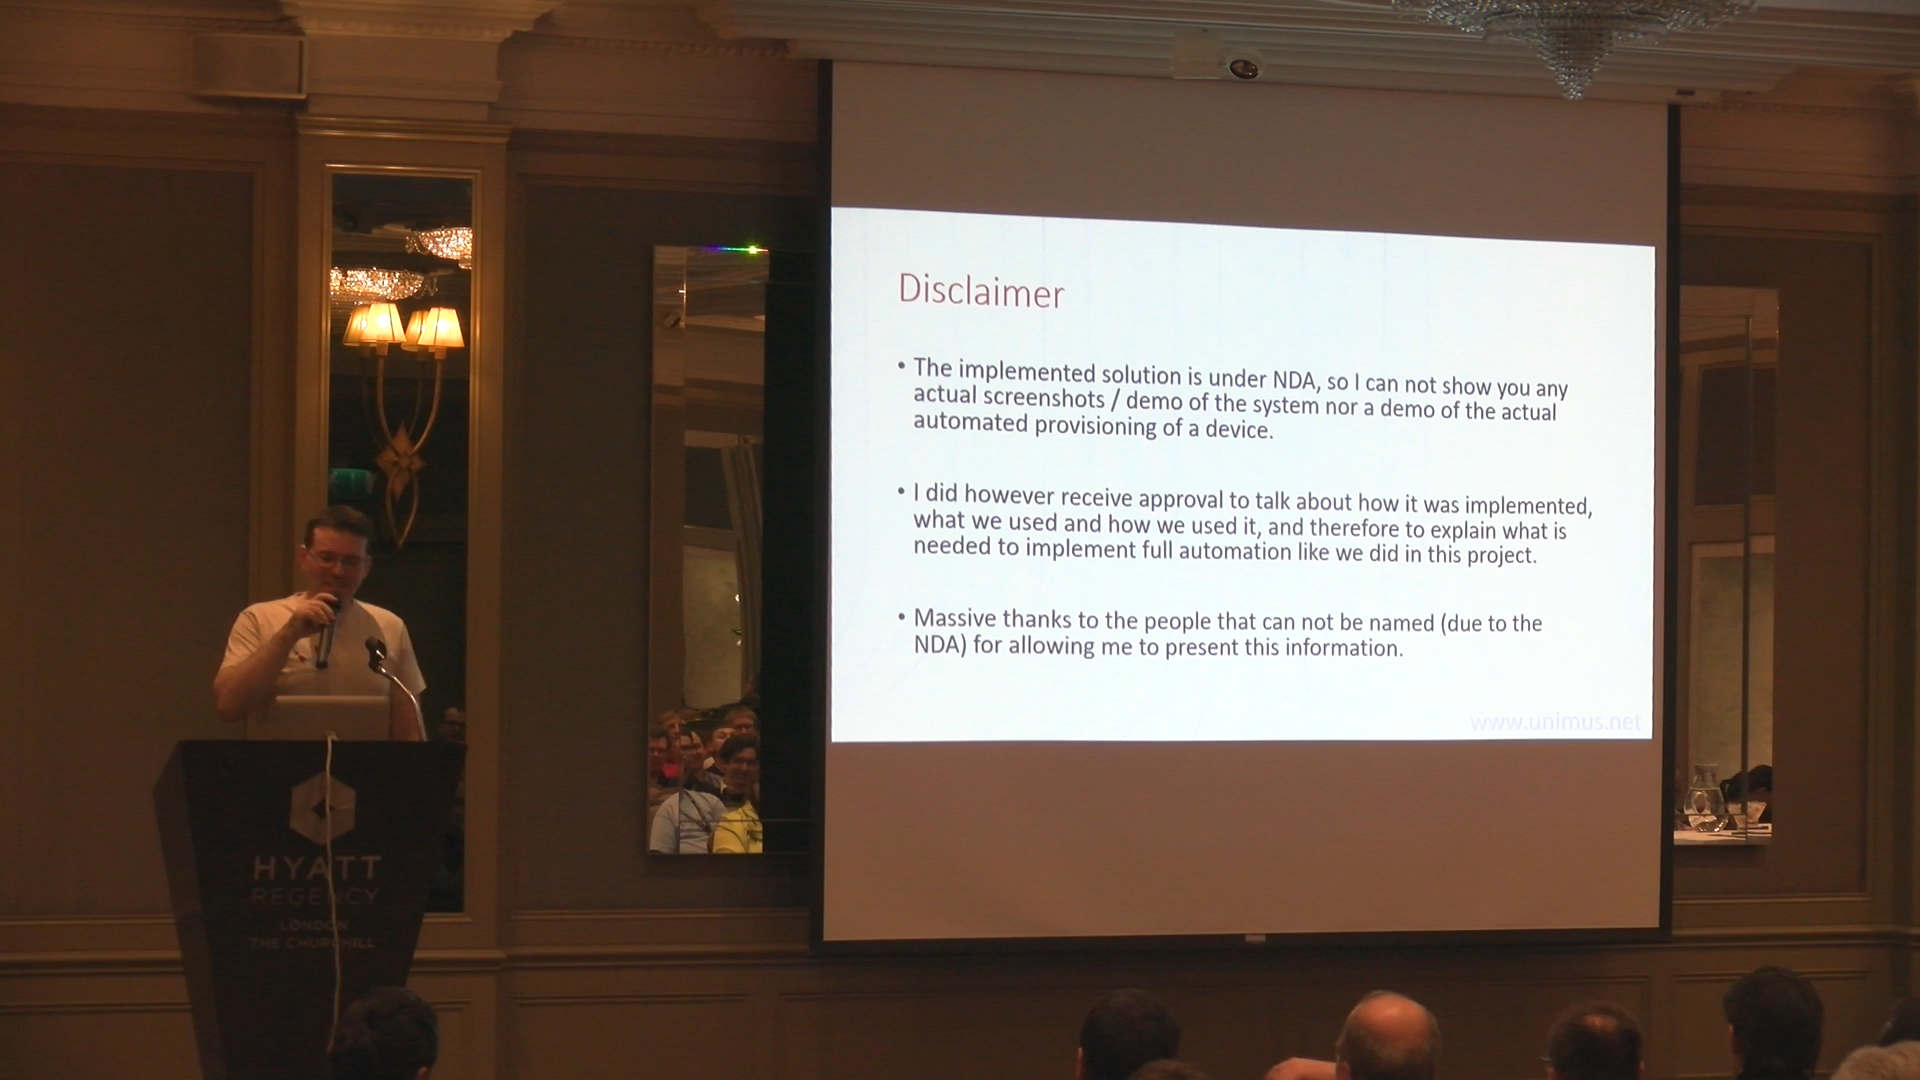 Disclaimer
• The implemented solution is under NDA, so I can not show you any
actual screenshots / demo of the system nor a demo of the actual
automated provisioning of a device.
• I did however receive approval to talk about how it was implemented,
what we used and how we used it, and therefore to explain what is
needed to implement full automation like we did in this project.
• Massive thanks to the people that can not be named (due to the
NDA) for allowing me to present this information.
www.unimus.net
HYATT
REGENCY
LONDON
THE CHURCHILL